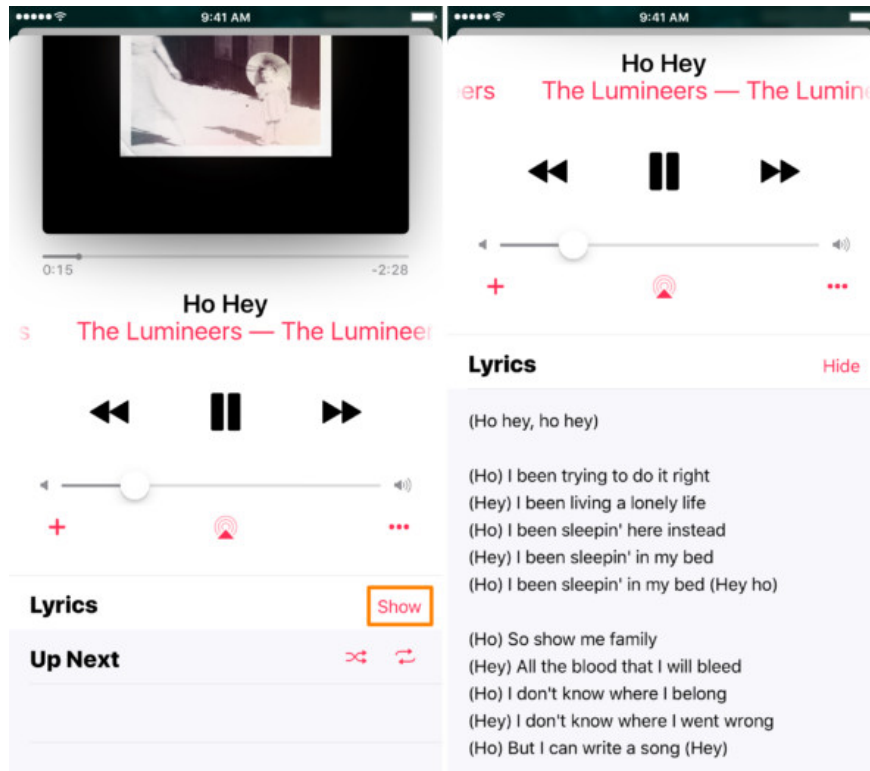 9:41 AM
0:15
-2:28
Ho Hey
s The Lumineers — The Lumineer
Lyrics
Show
Up Next
9:41 AM
Ho Hey
ers The Lumineers — The Lumine
Lyrics
Hide
(Ho hey, ho hey)
(Ho) I been trying to do it right
(Hey) I been living a lonely life
(Ho) I been sleepin' here instead
(Hey) I been sleepin' in my bed
(Ho) I been sleepin' in my bed (Hey ho)
(Ho) So show me family
(Hey) All the blood that I will bleed
(Ho) I don't know where I belong
(Hey) I don't know where I went wrong
(Ho) But I can write a song (Hey)